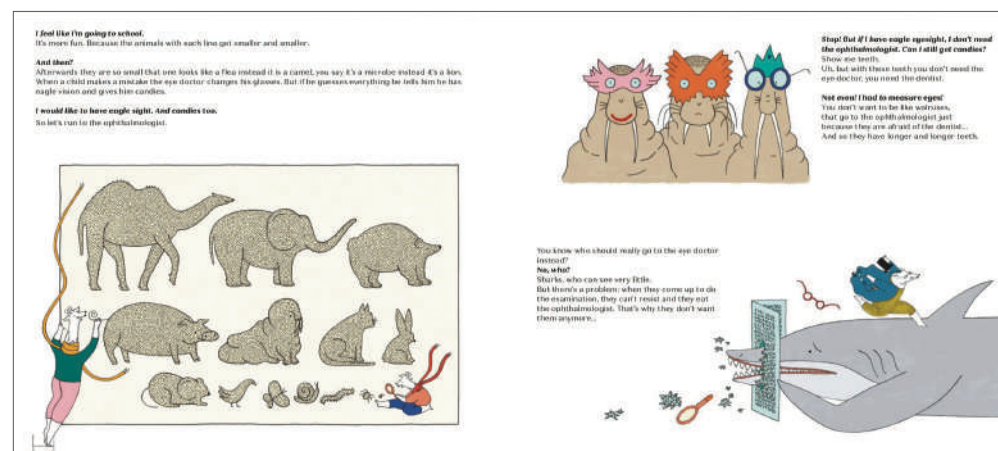 I feel like I'm going to school.
It's more fun. Because the animals with each line get smaller and smaller.
And then?
Afterwards they are so small that one looks like a flea instead it is a camel, you say it's a microbe instead it's a lion.
When a child makes a mistake the eye doctor changes his glasses. But if he guesses everything he tells him he has
eagle vision and gives him candies.
I would like to have eagle sight. And candies too.
So let's run to the ophthalmologist.
Stop! But if I have eagle eyesight, I don't need
the ophthalmologist. Can I still get candies?
Show me teeth.
Uh, but with these teeth you don't need the
eye doctor, you need the dentist.
Not even! I had to measure eyes!
You don't want to be like walruses,
that go to the ophthalmologist just
because they are afraid of the dentist...
And so they have longer and longer teeth.
You know who should really go to the eye doctor
instead?
No, who?
Sharks, who can see very little.
But there's a problem: when they come up to do
the examination, they can't resist and they eat
the ophthalmologist. That's why they don't want
them anymore...